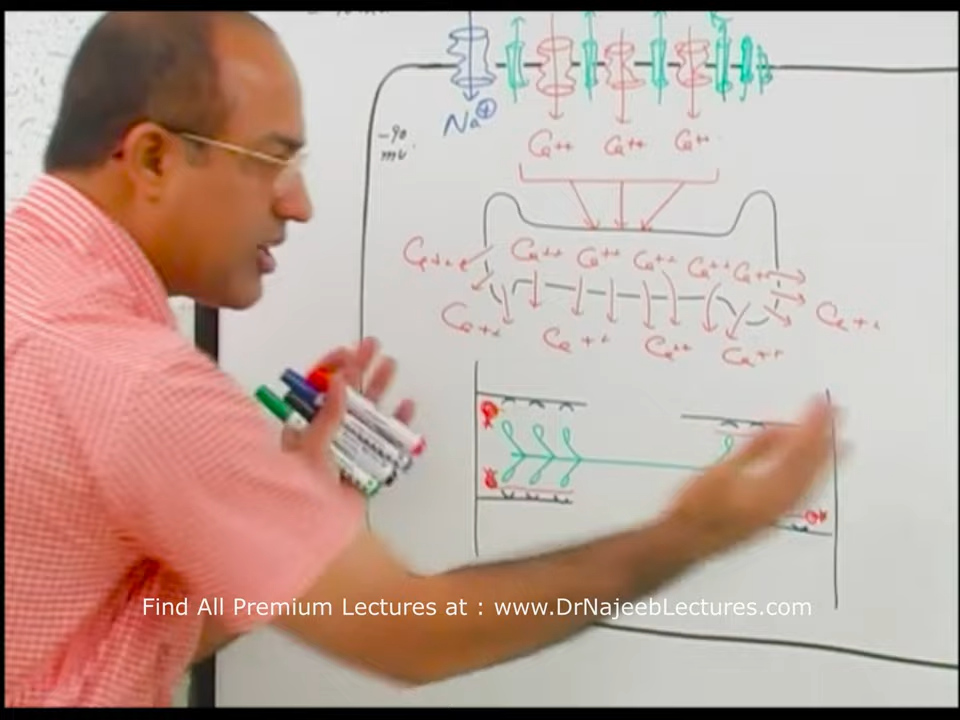 Na+
-90
mv
Ca++ Ca++ Ca++
Ca++ Ca++ Ca++ Ca++ Ca++ Ca++
Ca++ Ca++ Ca++ Ca++ Ca++
Find All Premium Lectures at : www.DrNajeebLectures.com